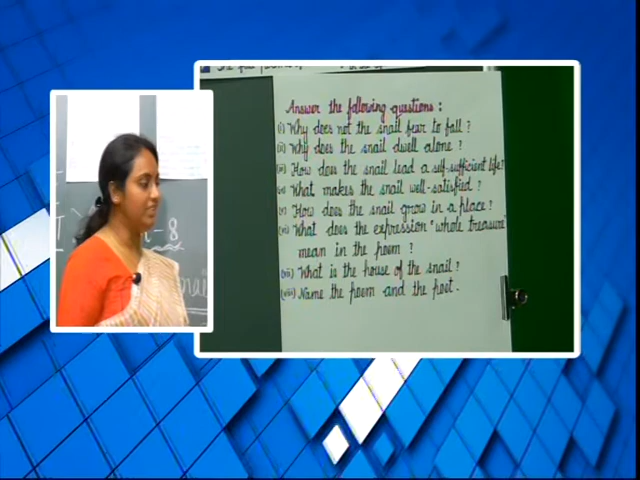 Answer the following questions :
(i) Why does not the snail fear to fall ?
(ii) Why does the snail dwell alone ?
(iii) How does the snail lead a self-sufficient life?
(iv) What makes the snail well-satisfied ?
(v) How does the snail grow in a place ?
(vi) What does the expression "whole treasure"
mean in the poem ?
(vii) What is the house of the snail ?
(viii) Name the poem and the poet .
- 8